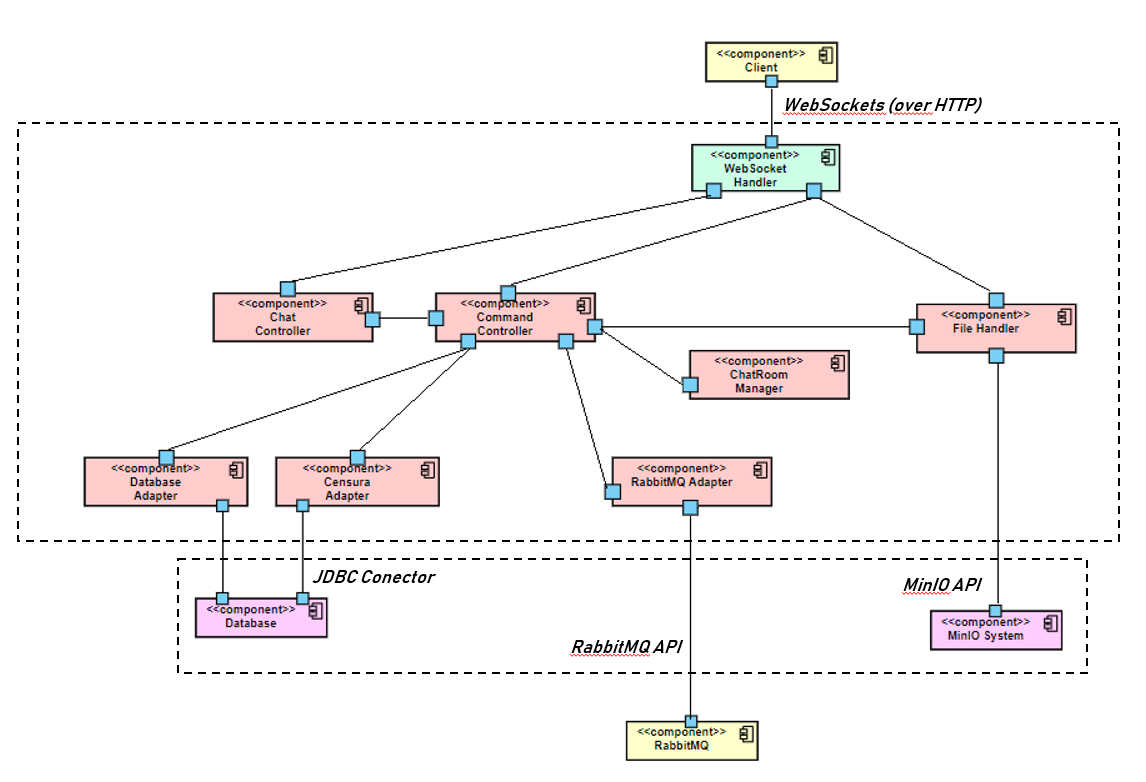 <<component>>
Client
WebSockets (over HTTP)
<<component>>
WebSocket
Handler
<<component>>
Chat
Controller
<<component>>
Command
Controller
<<component>>
File Handler
<<component>>
ChatRoom
Manager
<<component>>
Database
Adapter
<<component>>
Censura
Adapter
<<component>>
RabbitMQ Adapter
JDBC Conector
MinIO API
<<component>>
Database
<<component>>
MinIO System
RabbitMQ API
<<component>>
RabbitMQ